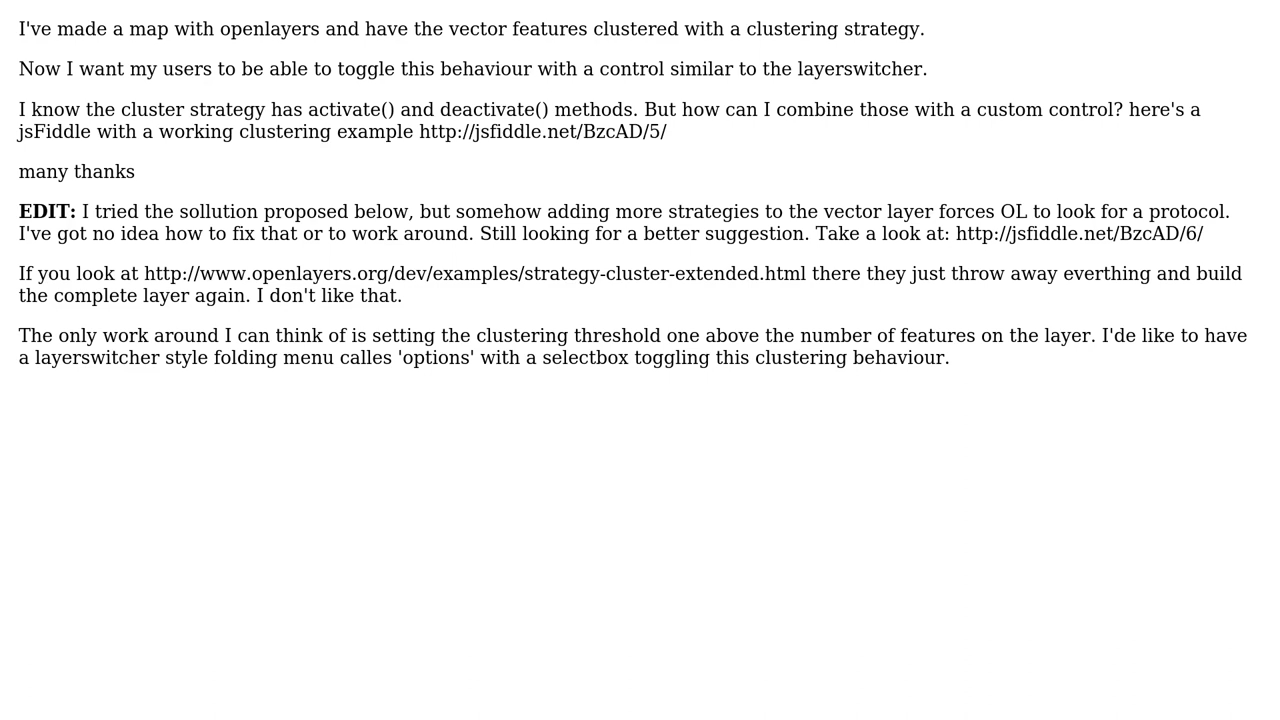 I've made a map with openlayers and have the vector features clustered with a clustering strategy.
Now I want my users to be able to toggle this behaviour with a control similar to the layerswitcher.
I know the cluster strategy has activate() and deactivate() methods. But how can I combine those with a custom control? here's a
jsFiddle with a working clustering example http://jsfiddle.net/BzcAD/5/
many thanks
EDIT: I tried the sollution proposed below, but somehow adding more strategies to the vector layer forces OL to look for a protocol.
I've got no idea how to fix that or to work around. Still looking for a better suggestion. Take a look at: http://jsfiddle.net/BzcAD/6/
If you look at http://www.openlayers.org/dev/examples/strategy-cluster-extended.html there they just throw away everthing and build
the complete layer again. I don't like that.
The only work around I can think of is setting the clustering threshold one above the number of features on the layer. I'de like to have
a layerswitcher style folding menu calles 'options' with a selectbox toggling this clustering behaviour.